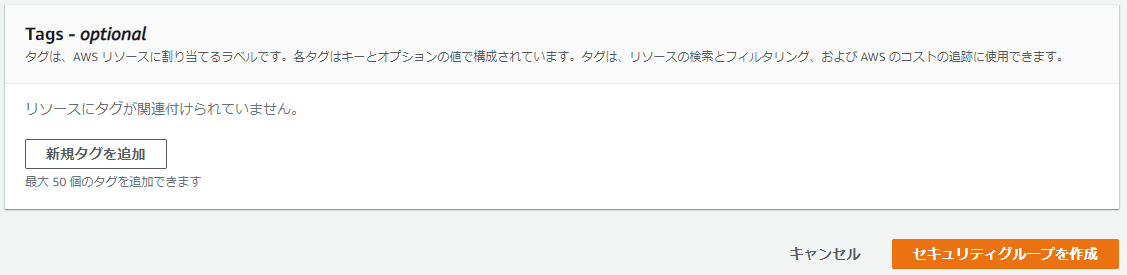 Tags - optional
タグは、AWS リソースに割り当てるラベルです。各タグはキーとオプションの値で構成されています。タグは、リソースの検索とフィルタリング、および AWS のコストの追跡に使用できます。
リソースにタグが関連付けられていません。
新規タグを追加
最大 50 個のタグを追加できます
キャンセル
セキュリティグループを作成